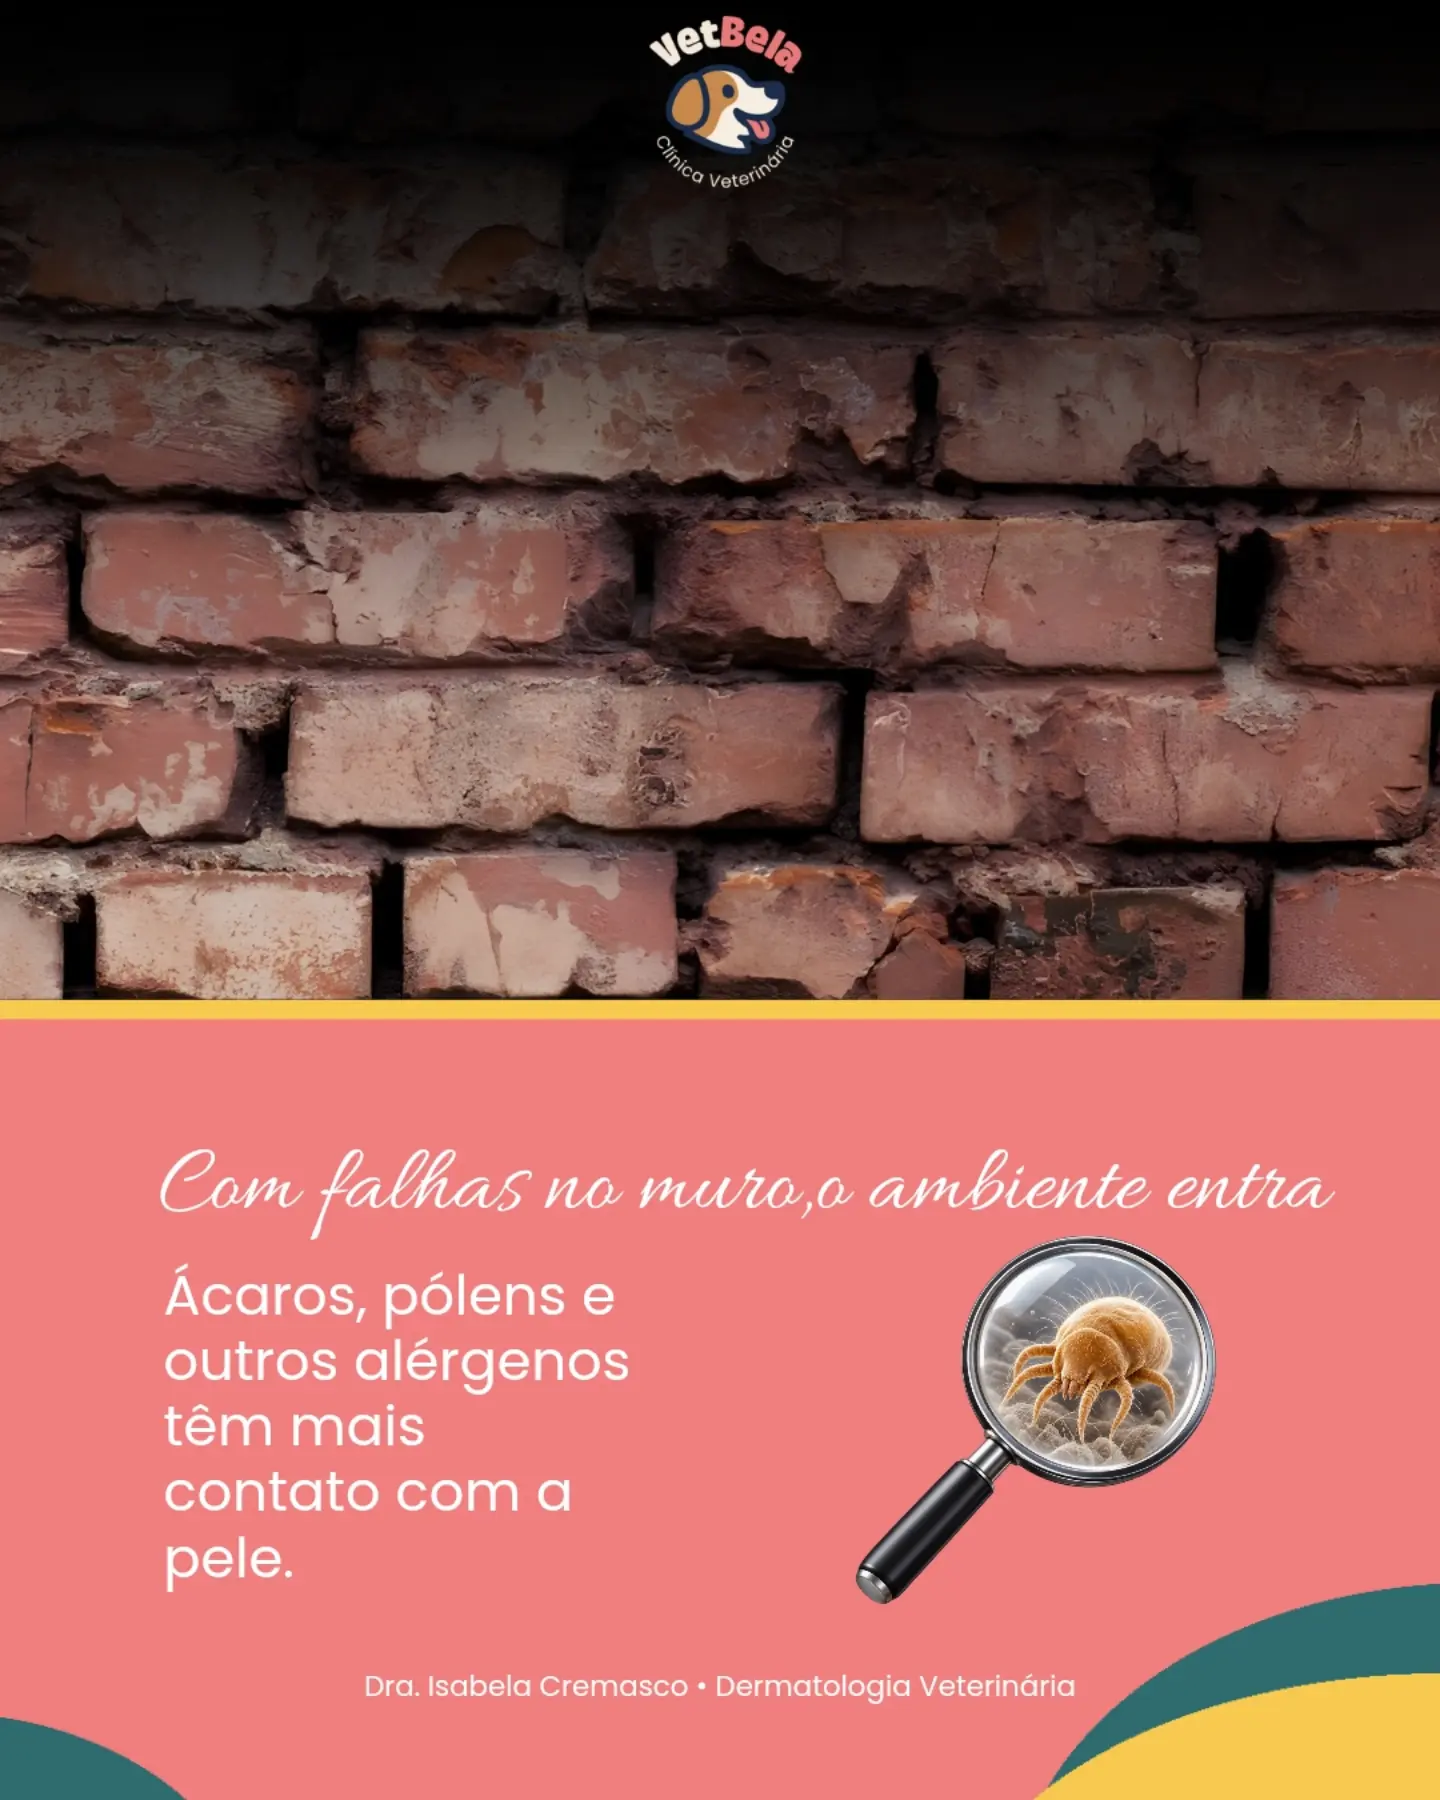 VetBela
Clínica Veterinária
Com falhas no muro,o ambiente entra
Ácaros, pólens e
outros alérgenos
têm mais
contato com a
pele.
Dra. Isabela Cremasco • Dermatologia Veterinária